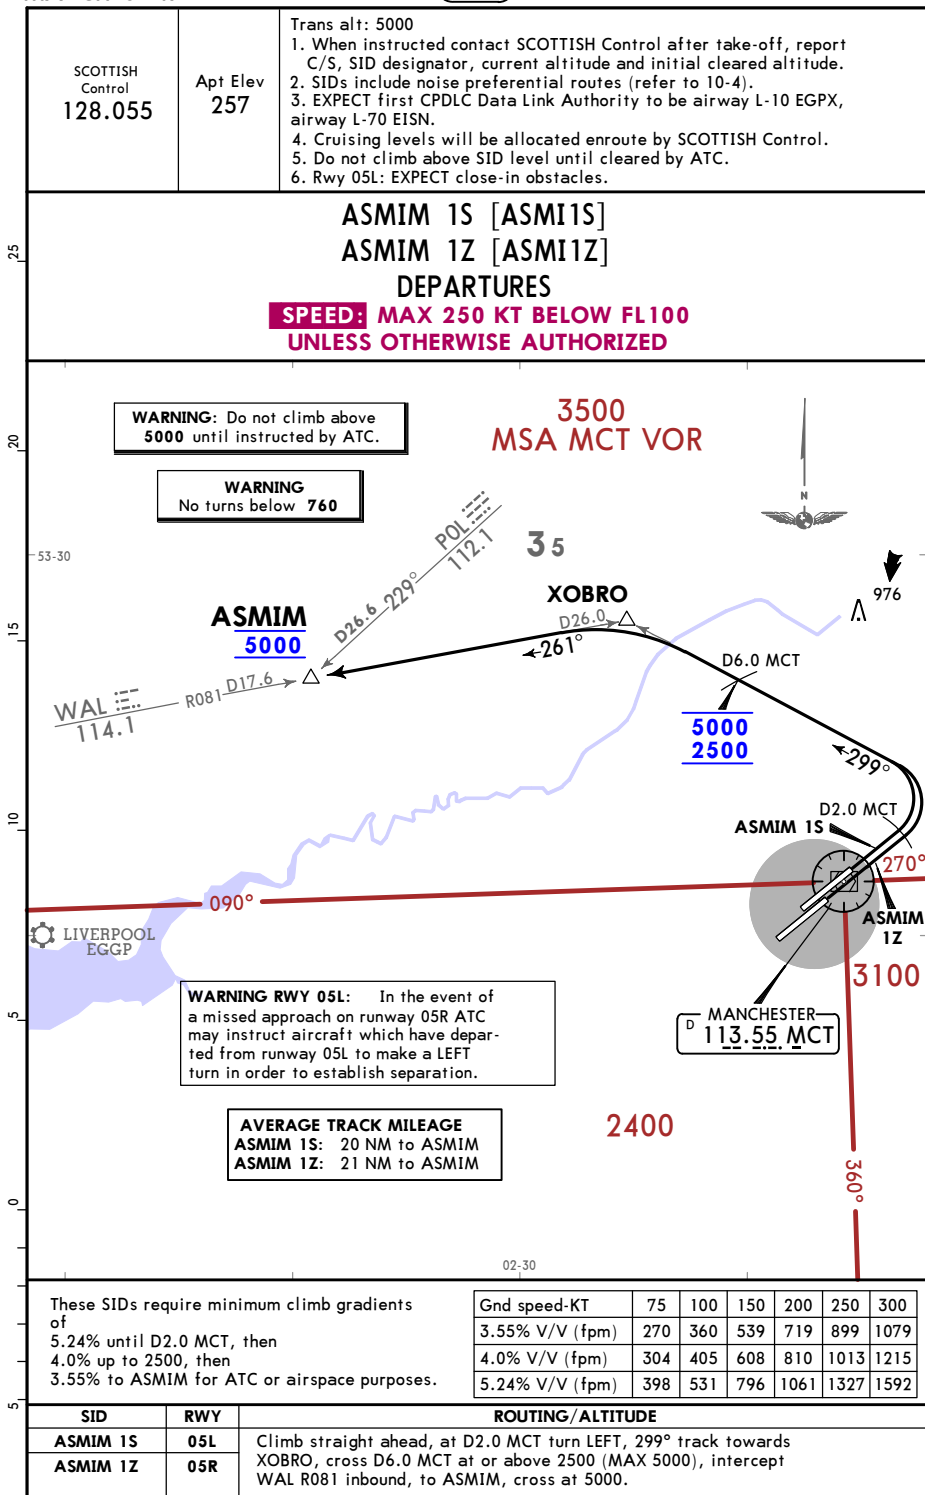 SCOTTISH
Control
128.055
Apt Elev
257
Trans alt: 5000
1. When instructed contact SCOTTISH Control after take-off, report
C/S, SID designator, current altitude and initial cleared altitude.
2. SIDs include noise preferential routes (refer to 10-4).
3. EXPECT first CPDLC Data Link Authority to be airway L-10 EGPX,
airway L-70 EISN.
4. Cruising levels will be allocated enroute by SCOTTISH Control.
5. Do not climb above SID level until cleared by ATC.
6. Rwy 05L: EXPECT close-in obstacles.
ASMIM 1S [ASMI1S]
ASMIM 1Z [ASMI1Z]
DEPARTURES
SPEED: MAX 250 KT BELOW FL100
UNLESS OTHERWISE AUTHORIZED
25
20
15
10
5
0
5
WARNING: Do not climb above
5000 until instructed by ATC.
3500
MSA MCT VOR
WARNING
No turns below 760
N
POL
112.1
35
53-30
976
XOBRO
D26.0
ASMIM
5000
D26.6
229°
261°
D6.0 MCT
WAL
114.1
R081
D17.6
5000
2500
299°
D2.0 MCT
ASMIM 1S
270°
090°
ASMIM
1Z
LIVERPOOL
EGGP
3100
WARNING RWY 05L: In the event of
a missed approach on runway 05R ATC
may instruct aircraft which have depar-
ted from runway 05L to make a LEFT
turn in order to establish separation.
MANCHESTER
D 113.55 MCT
AVERAGE TRACK MILEAGE
ASMIM 1S: 20 NM to ASMIM
ASMIM 1Z: 21 NM to ASMIM
2400
360°
02-30
These SIDs require minimum climb gradients
of
5.24% until D2.0 MCT, then
4.0% up to 2500, then
3.55% to ASMIM for ATC or airspace purposes.
Gnd speed-KT 75 100 150 200 250 300
3.55% V/V (fpm) 270 360 539 719 899 1079
4.0% V/V (fpm) 304 405 608 810 1013 1215
5.24% V/V (fpm) 398 531 796 1061 1327 1592
SID RWY ROUTING/ALTITUDE
ASMIM 1S 05L
ASMIM 1Z 05R
Climb straight ahead, at D2.0 MCT turn LEFT, 299° track towards
XOBRO, cross D6.0 MCT at or above 2500 (MAX 5000), intercept
WAL R081 inbound, to ASMIM, cross at 5000.